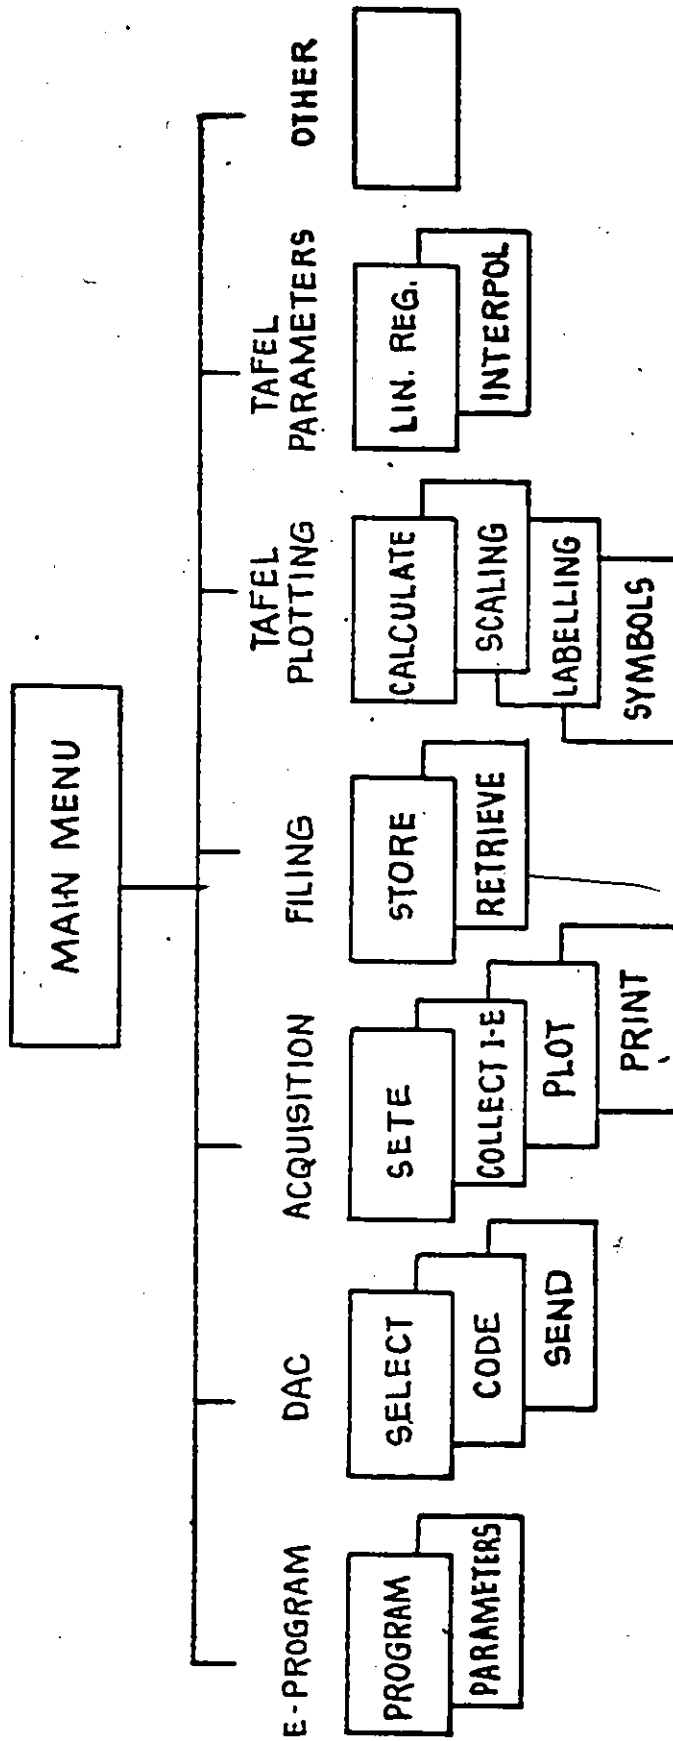 MAIN MENU
E-PROGRAM
DAC
ACQUISITION
FILING
TAFEL
PLOTTING
TAFEL
PARAMETERS
OTHER
PROGRAM
PARAMETERS
SELECT
CODE
SEND
SETE
COLLECT I-E
PLOT
PRINT
STORE
RETRIEVE
CALCULATE
SCALING
LABELLING
SYMBOLS
LIN. REG.
INTERPOL